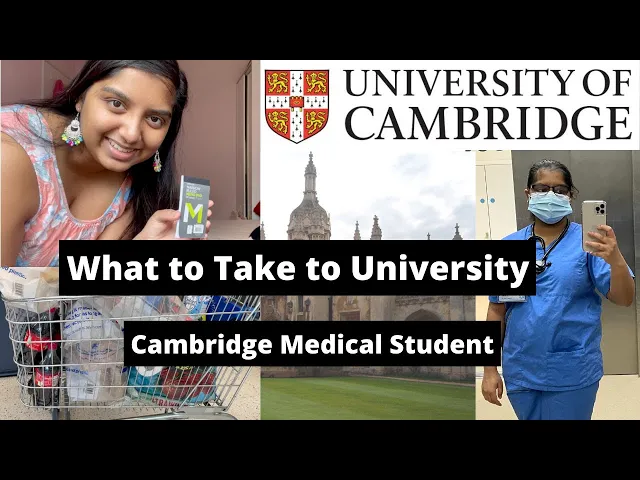 UNIVERSITY OF
CAMBRIDGE
M
What to Take to University
Cambridge Medical Student